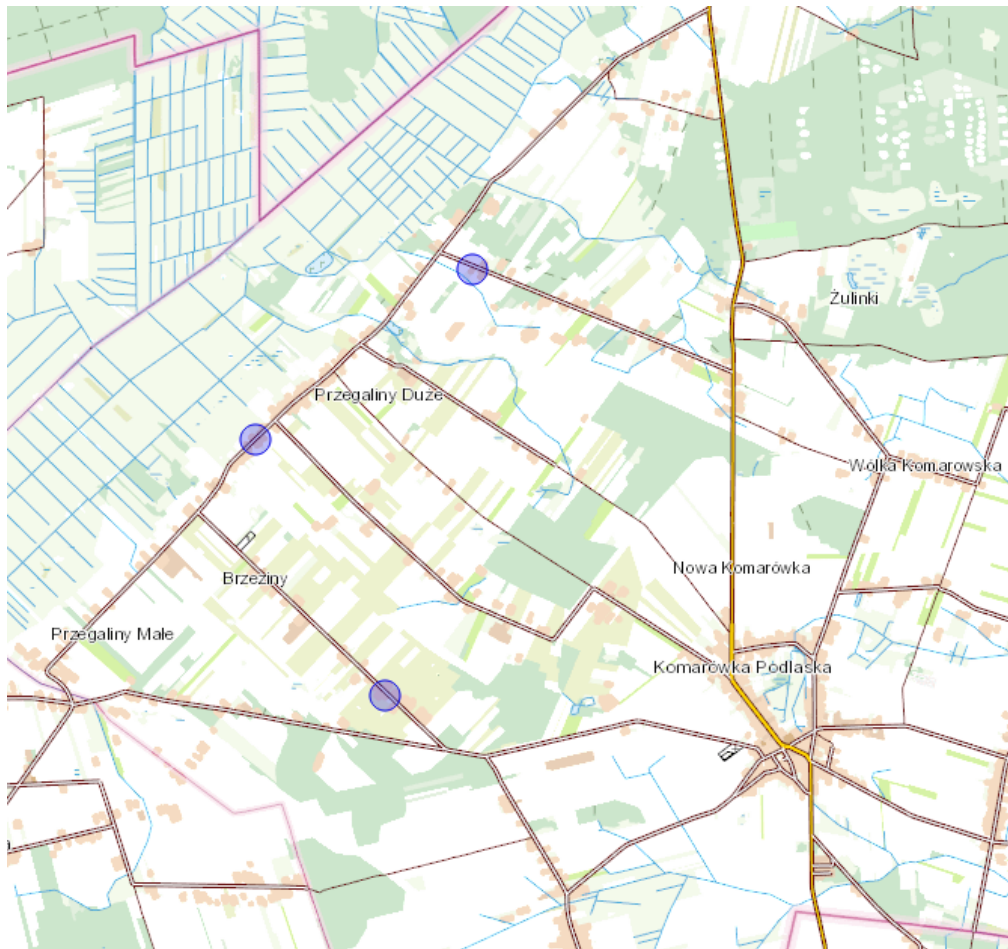 Żulinki
Przegaliny Duże
Wólka Komarowska
Nowa Komarówka
Brzeziny
Przegaliny Małe
Komarówka Podlaska